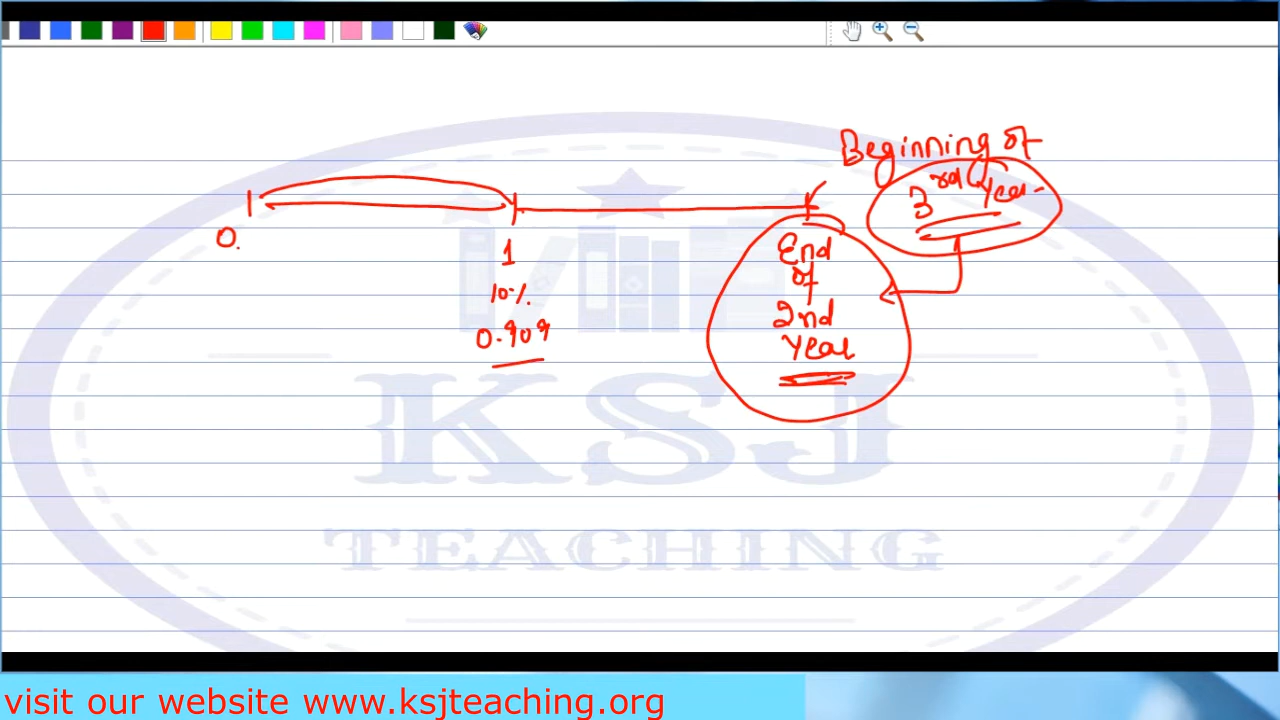 Beginning of
3rd Year
0.
1
10%
0.909
End
of
2nd
Year
KSJ
TEACHING
visit our website www.ksjteaching.org